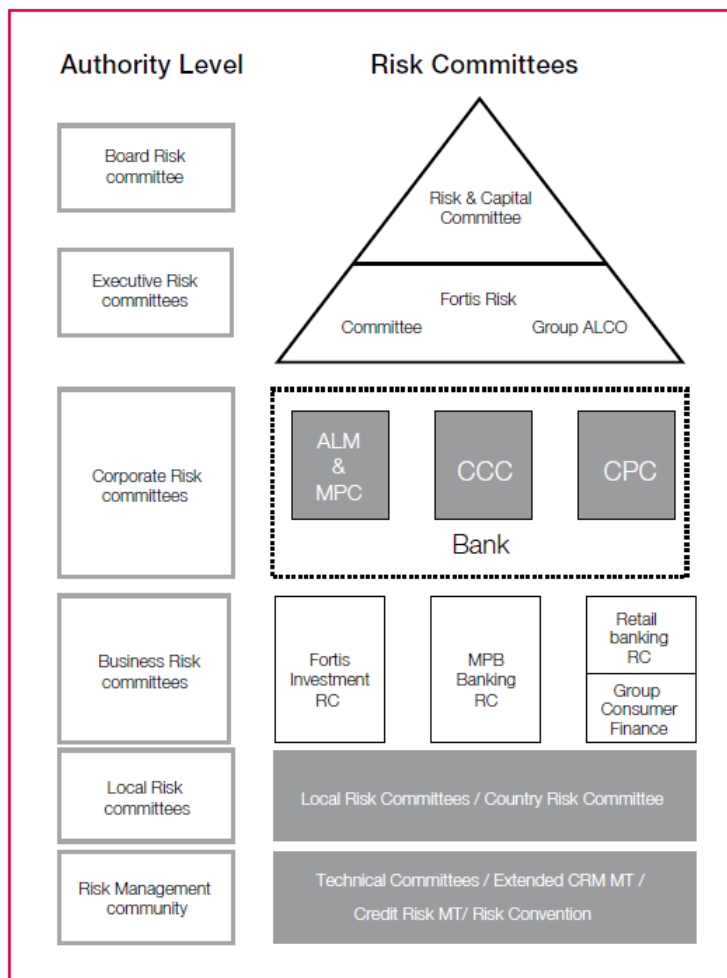 Authority Level
Risk Committees
Board Risk
committee
Risk & Capital
Committee
Executive Risk
committees
Fortis Risk
Committee
Group ALCO
Corporate Risk
committees
ALM
&
MPC
CCC
CPC
Bank
Business Risk
committees
Fortis
Investment
RC
MPB
Banking
RC
Retail
banking
RC
Group
Consumer
Finance
Local Risk
committees
Local Risk Committees / Country Risk Committee
Risk Management
community
Technical Committees / Extended CRM MT /
Credit Risk MT/ Risk Convention